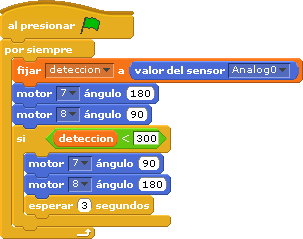 al presionar
por siempre
fijar deteccion a valor del sensor Analog0
motor 7 ángulo 180
motor 8 ángulo 90
si deteccion < 300
motor 7 ángulo 90
motor 8 ángulo 180
esperar 3 segundos